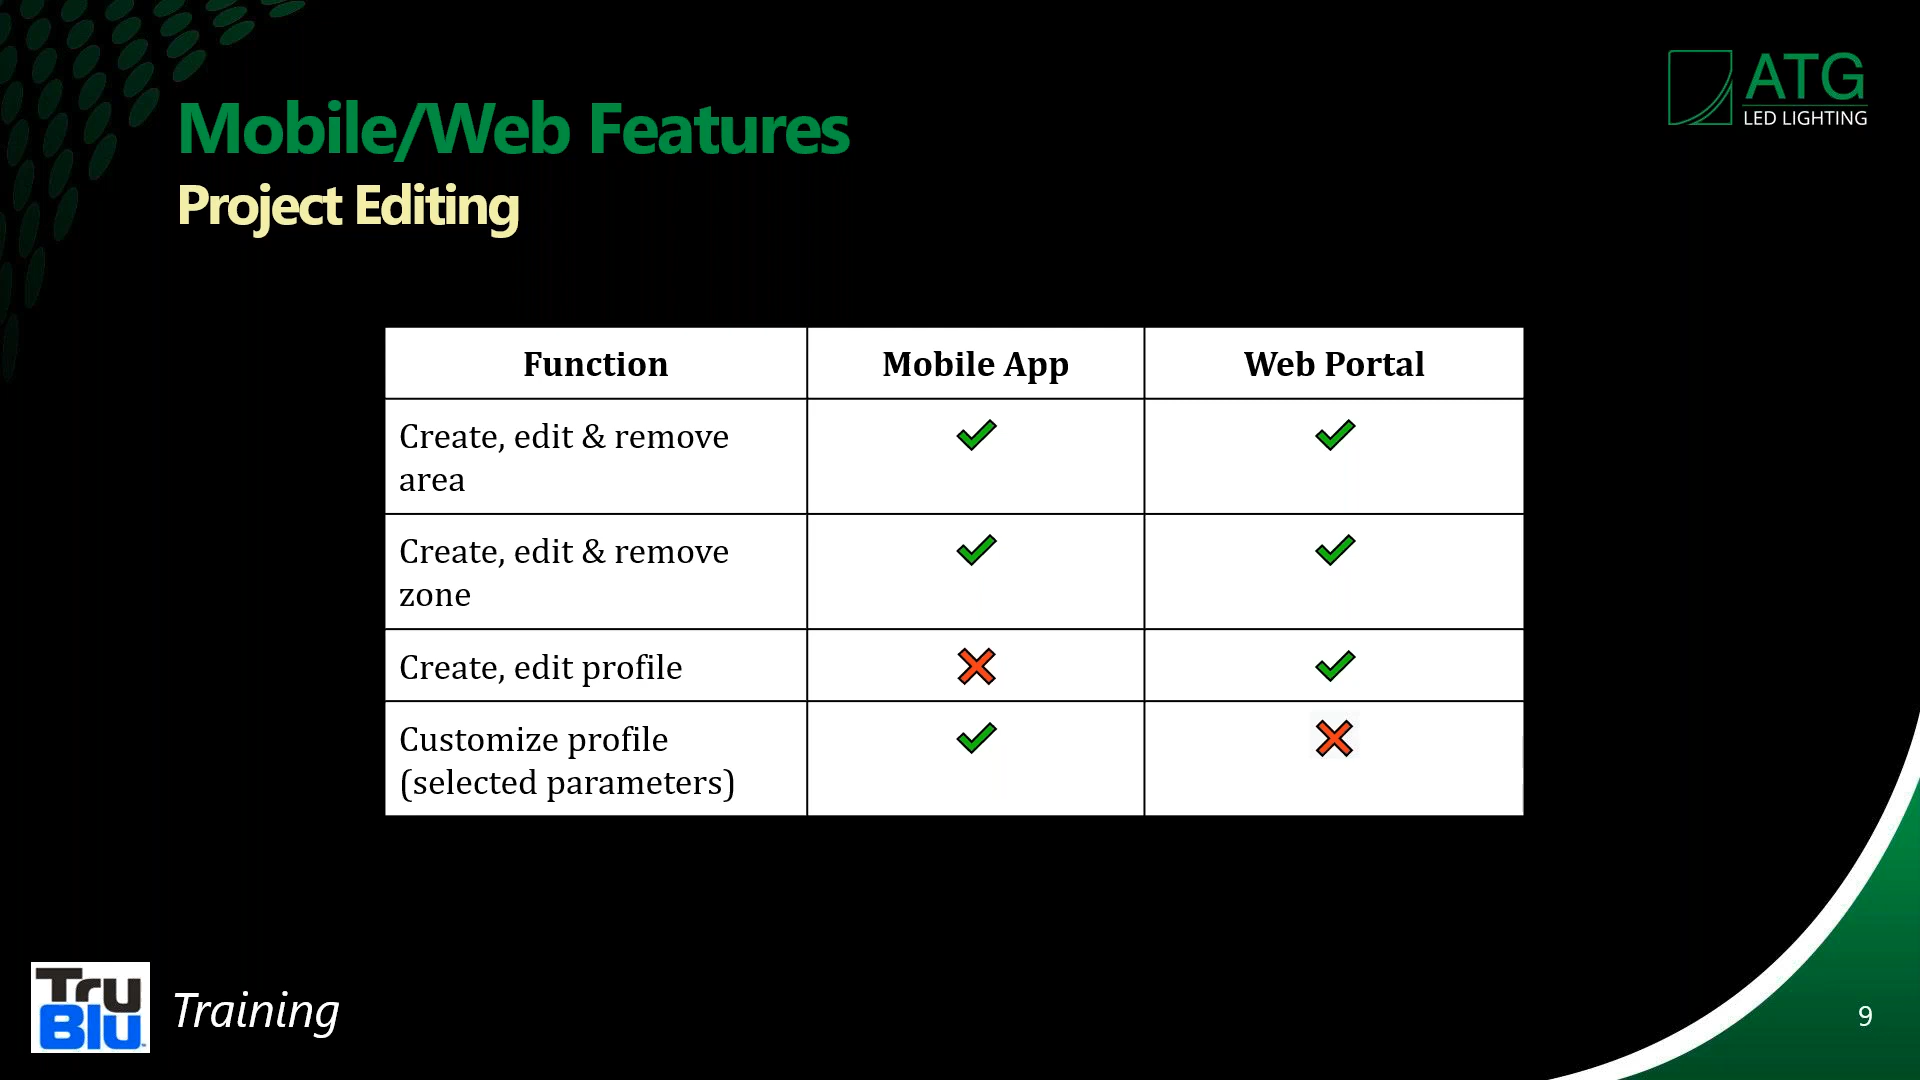 ATG
LED LIGHTING
Mobile/Web Features
Project Editing
Function Mobile App Web Portal
Create, edit & remove
area
Create, edit & remove
zone
Create, edit profile
Customize profile
(selected parameters)
Tru
Blu
Training
9